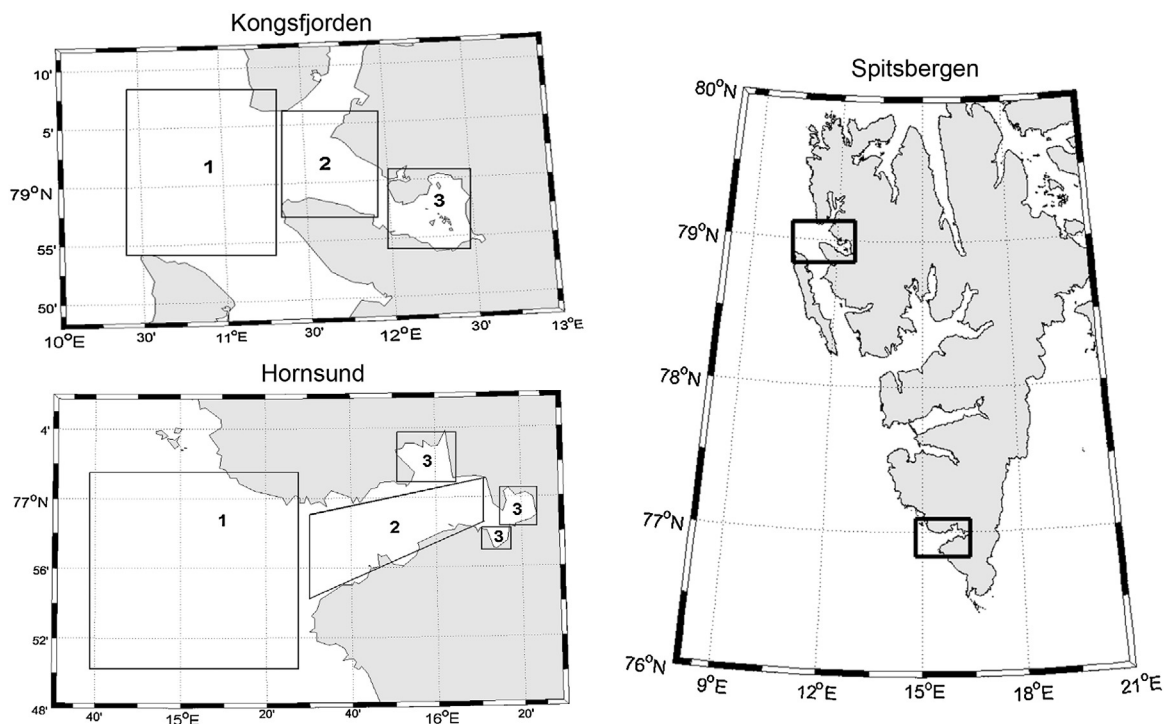 Kongsfjorden
10'
5'
79°N
55'
50'
10°E
30'
11°E
30'
12°E
30'
13°E
1
2
3
Hornsund
4'
77°N
56'
52'
48'
40'
15°E
20'
40'
16°E
20'
1
2
3
3
3
Spitsbergen
80°N
79°N
78°N
77°N
76°N
9°E
12°E
15°E
18°E
21°E